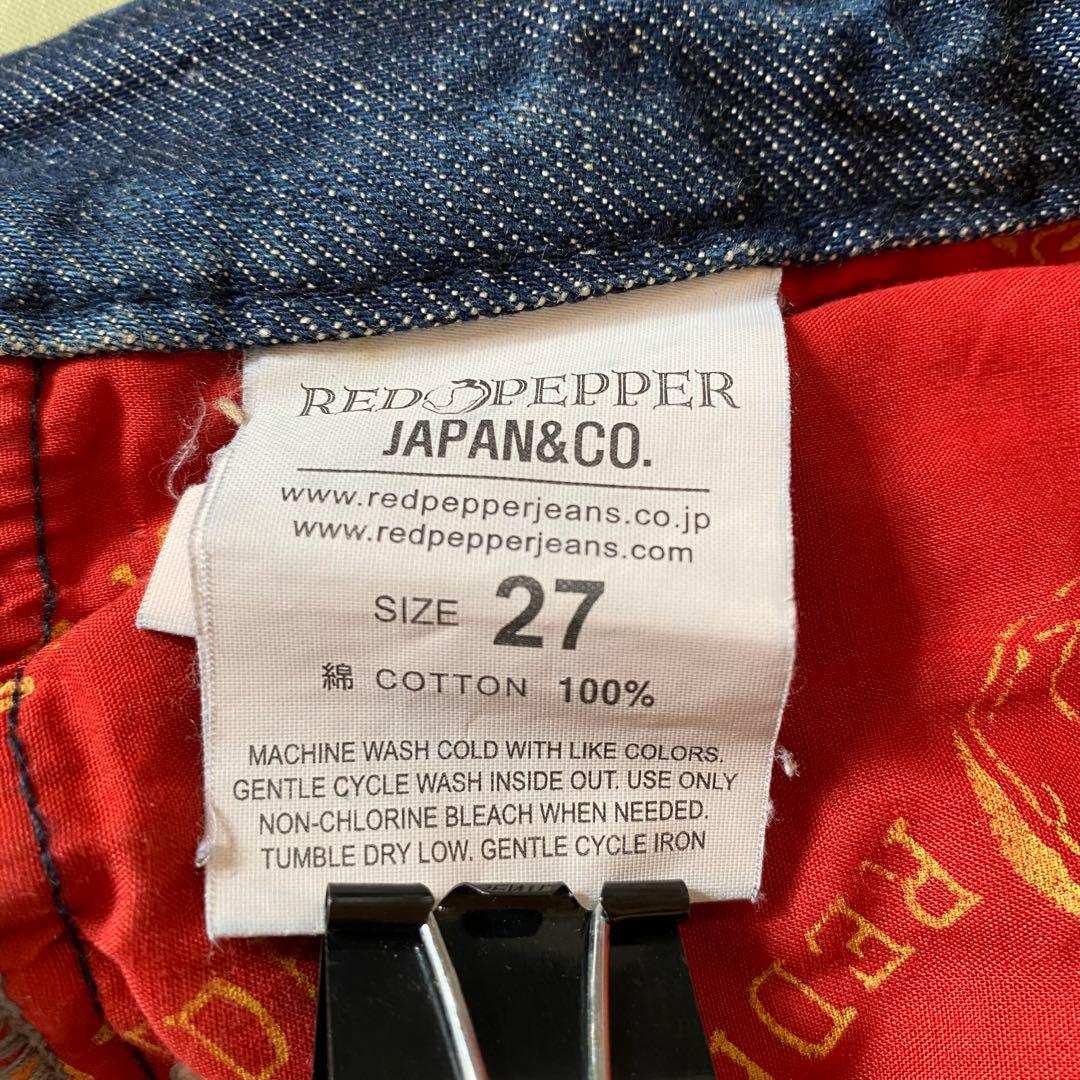 RED PEPPER
JAPAN&CO.
www.redpepperjeans.co.jp
www.redpepperjeans.com
SIZE 27
綿 COTTON 100%
MACHINE WASH COLD WITH LIKE COLORS.
GENTLE CYCLE WASH INSIDE OUT. USE ONLY
NON-CHLORINE BLEACH WHEN NEEDED.
TUMBLE DRY LOW. GENTLE CYCLE IRON
RED